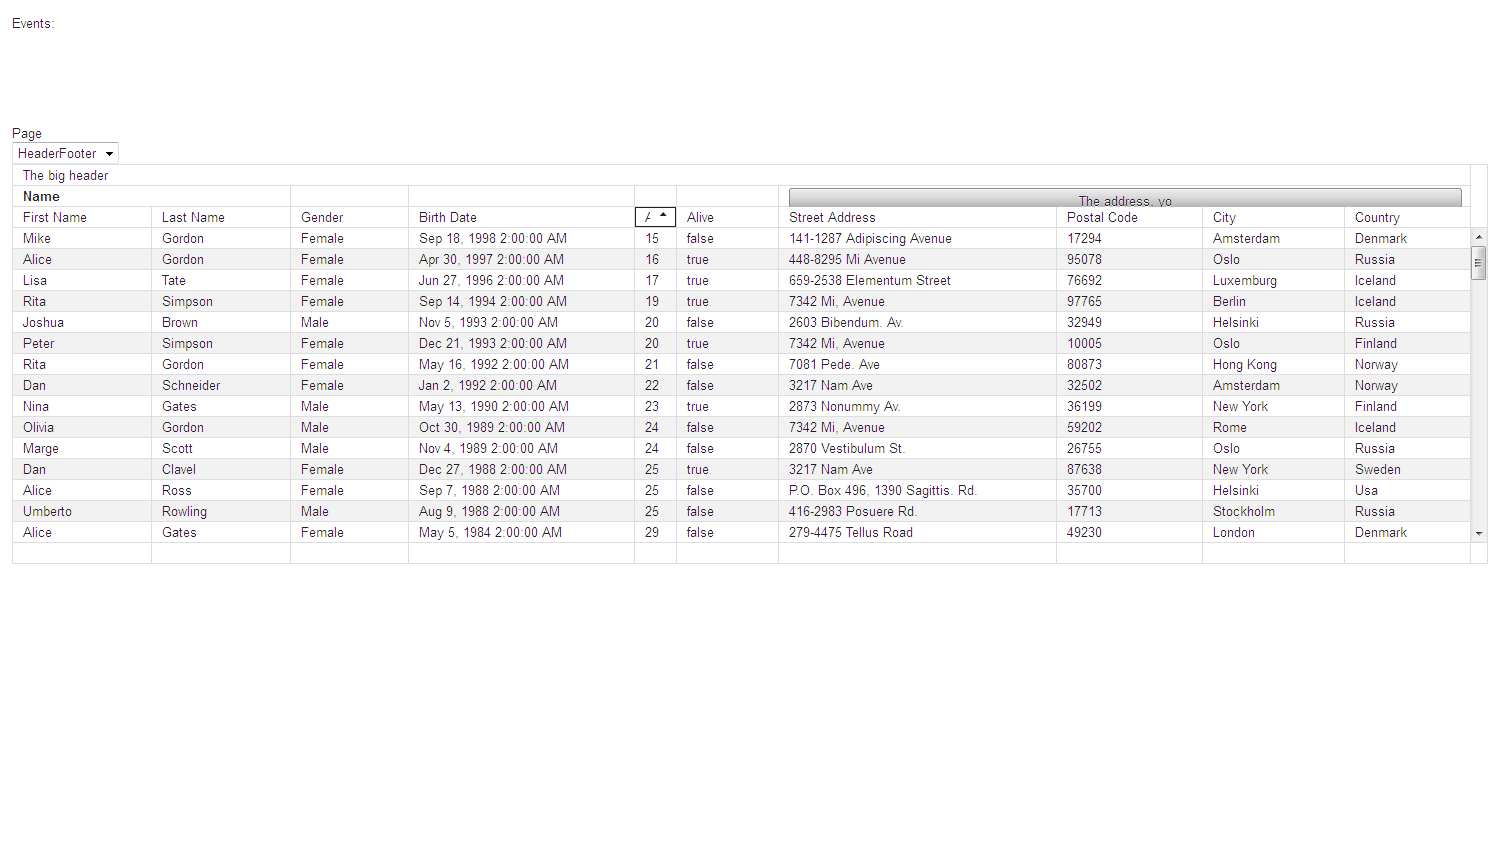 Events:
Page
HeaderFooter
The big header
Name The address, yo
First Name Last Name Gender Birth Date Alive Street Address Postal Code City Country
Mike Gordon Female Sep 18, 1998 2:00:00 AM 15 false 141-1287 Adipiscing Avenue 17294 Amsterdam Denmark
Alice Gordon Female Apr 30, 1997 2:00:00 AM 16 true 448-8295 Mi Avenue 95078 Oslo Russia
Lisa Tate Female Jun 27, 1996 2:00:00 AM 17 true 659-2538 Elementum Street 76692 Luxemburg Iceland
Rita Simpson Female Sep 14, 1994 2:00:00 AM 19 true 7342 Mi, Avenue 97765 Berlin Iceland
Joshua Brown Male Nov 5, 1993 2:00:00 AM 20 false 2603 Bibendum. Av. 32949 Helsinki Russia
Peter Simpson Female Dec 21, 1993 2:00:00 AM 20 true 7342 Mi, Avenue 10005 Oslo Finland
Rita Gordon Female May 16, 1992 2:00:00 AM 21 false 7081 Pede. Ave 80873 Hong Kong Norway
Dan Schneider Female Jan 2, 1992 2:00:00 AM 22 false 3217 Nam Ave 32502 Amsterdam Norway
Nina Gates Male May 13, 1990 2:00:00 AM 23 true 2873 Nonummy Av. 36199 New York Finland
Olivia Gordon Male Oct 30, 1989 2:00:00 AM 24 false 7342 Mi, Avenue 59202 Rome Iceland
Marge Scott Male Nov 4, 1989 2:00:00 AM 24 false 2870 Vestibulum St. 26755 Oslo Russia
Dan Clavel Female Dec 27, 1988 2:00:00 AM 25 true 3217 Nam Ave 87638 New York Sweden
Alice Ross Female Sep 7, 1988 2:00:00 AM 25 false P.O. Box 496, 1390 Sagittis. Rd. 35700 Helsinki Usa
Umberto Rowling Male Aug 9, 1988 2:00:00 AM 25 false 416-2983 Posuere Rd. 17713 Stockholm Russia
Alice Gates Female May 5, 1984 2:00:00 AM 29 false 279-4475 Tellus Road 49230 London Denmark